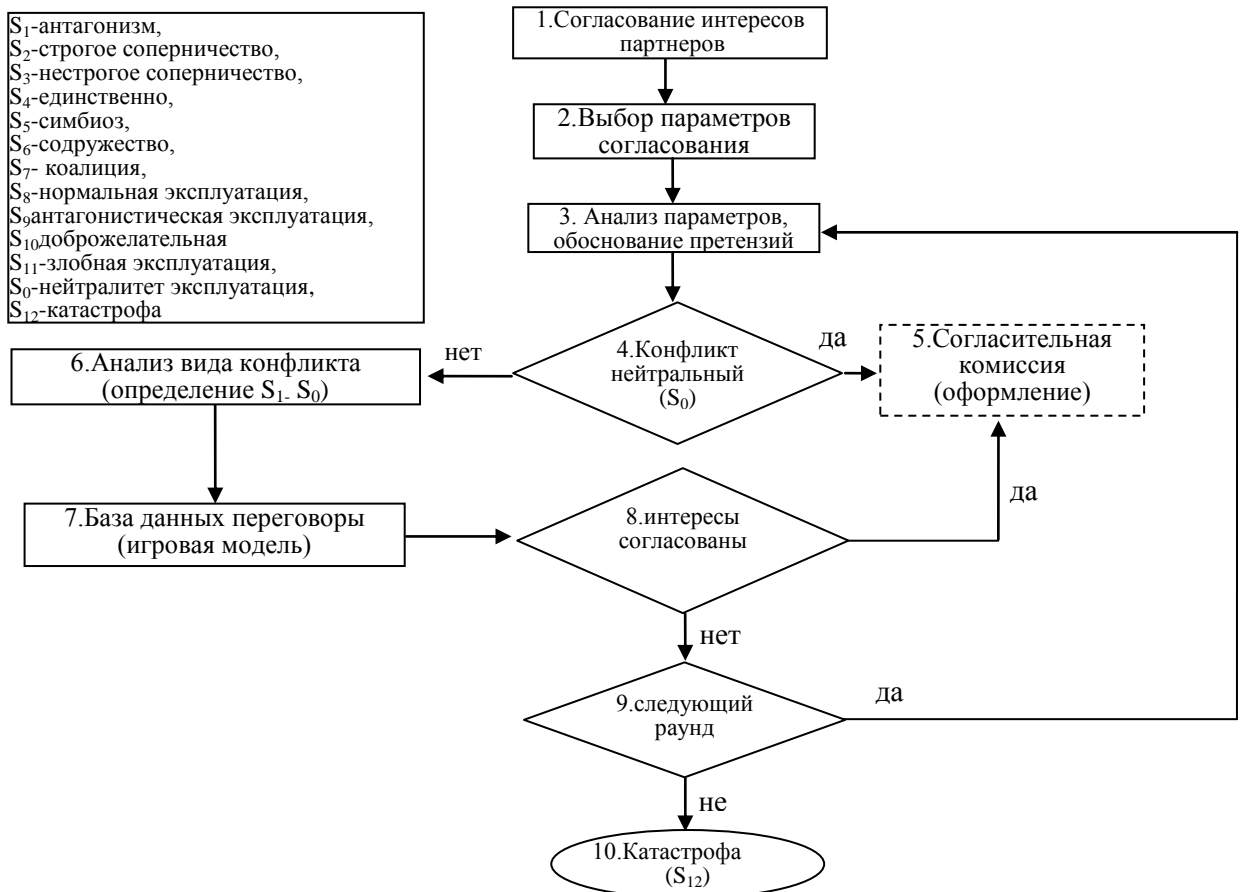 S₁-антагонизм,
S₂-строгое соперничество,
S₃-нестрогое соперничество,
S₄-единственно,
S₅-симбиоз,
S₆-содружество,
S₇- коалиция,
S₈-нормальная эксплуатация,
S₉антагонистическая эксплуатация,
S₁₀доброжелательная
S₁₁-злобная эксплуатация,
S₀-нейтралитет эксплуатация,
S₁₂-катастрофа
1.Согласование интересов
партнеров
2.Выбор параметров
согласования
3. Анализ параметров,
обоснование претензий
4.Конфликт
нейтральный
(S₀)
да
нет
5.Согласительная
комиссия
(оформление)
6.Анализ вида конфликта
(определение S₁- S₀)
7.База данных переговоры
(игровая модель)
8.интересы
согласованы
да
нет
9.следующий
раунд
да
не
10.Катастрофа
(S₁₂)